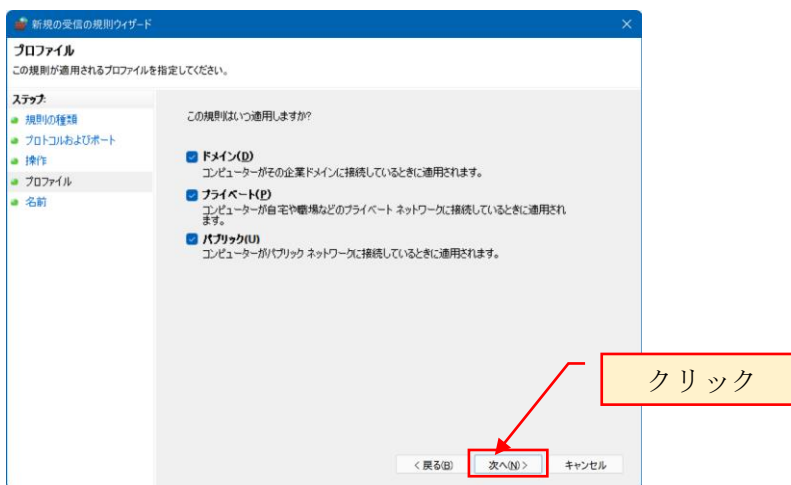 新規の受信の規則ウィザード
プロファイル
この規則が適用されるプロファイルを指定してください。
ステップ:
規則の種類
プロトコルおよびポート
操作
プロファイル
名前
この規則はいつ適用しますか?
ドメイン(D)
コンピューターがその企業ドメインに接続しているときに適用されます。
プライベート(P)
コンピューターが自宅や職場などのプライベート ネットワークに接続しているときに適用され
ます。
パブリック(U)
コンピューターがパブリック ネットワークに接続しているときに適用されます。
クリック
< 戻る(B) 次へ(N) > キャンセル